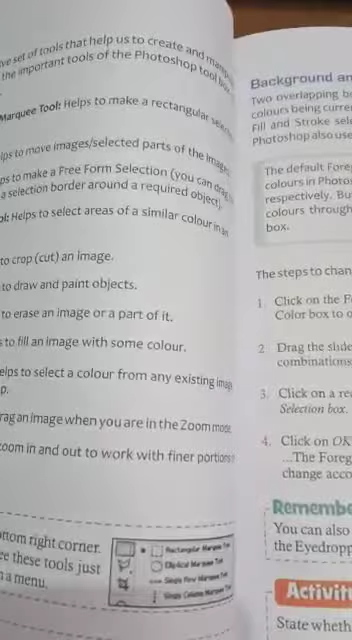 ve set of tools that help us to create and
the important tools of the Photoshop tool
Marquee Tool: Helps to make a rectangular
lps to move images/selected parts of the image
ps to make a Free Form Selection (you can drag
a selection border around a required object).
ol: Helps to select areas of a similar colour in an
to crop (cut) an image.
to draw and paint objects.
to erase an image or a part of it.
s to fill an image with some colour.
elps to select a colour from any existing image
p.
rag an image when you are in the Zoom mode.
zoom in and out to work with finer portions
ottom right corner.
ee these tools just
n a menu.
Rectangular Marquee Tool
Elliptical Marquee Tool
Single Row Marquee Tool
Single Column Marquee Tool
Background an
Two overlapping b
colours being curre
Fill and Stroke sele
Photoshop also use
The default Fore
colours in Photos
respectively. Bu
colours through
box.
The steps to chan
1. Click on the F
Color box to o
2. Drag the slide
combinations
3. Click on a re
Selection box.
4. Click on OK
...The Foreg
change acco
Remembe
You can also
the Eyedropp
Activit
State wheth